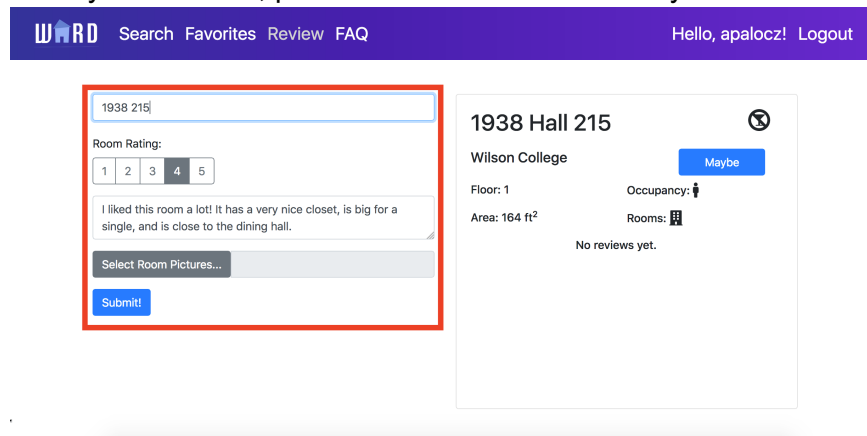 WARD Search Favorites Review FAQ Hello, apalocz! Logout
1938 215
Room Rating:
1 2 3 4 5
I liked this room a lot! It has a very nice closet, is big for a
single, and is close to the dining hall.
Select Room Pictures...
Submit!
1938 Hall 215
Wilson College Maybe
Floor: 1 Occupancy:
Area: 164 ft² Rooms:
No reviews yet.